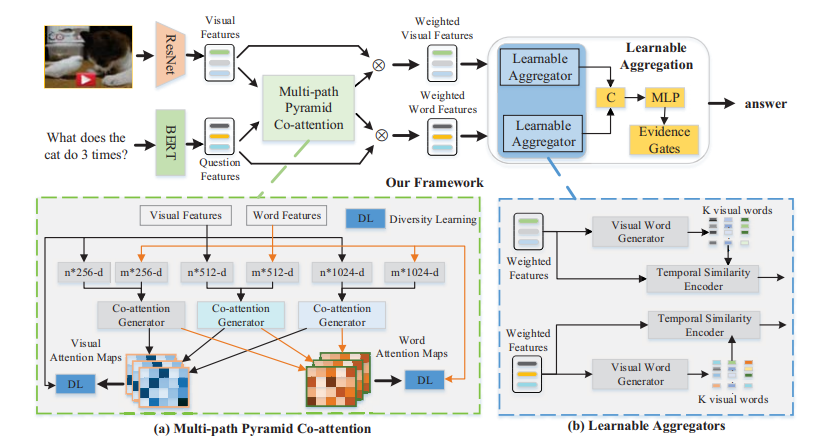 Visual
Features
ResNet
Weighted
Visual Features
Learnable
Aggregator
Learnable
Aggregation
Multi-path
Pyramid
Co-attention
C
MLP
answer
What does the
cat do 3 times?
BERT
Question
Features
Weighted
Word Features
Learnable
Aggregator
Evidence
Gates
Our Framework
Visual Features
Word Features
DL
Diversity Learning
n*256-d
m*256-d
n*512-d
m*512-d
n*1024-d
m*1024-d
Co-attention
Generator
Co-attention
Generator
Co-attention
Generator
Visual
Attention Maps
Word
Attention Maps
DL
DL
(a) Multi-path Pyramid Co-attention
Weighted
Features
Visual Word
Generator
K visual words
Temporal Similarity
Encoder
Weighted
Features
Temporal Similarity
Encoder
Visual Word
Generator
K visual words
(b) Learnable Aggregators